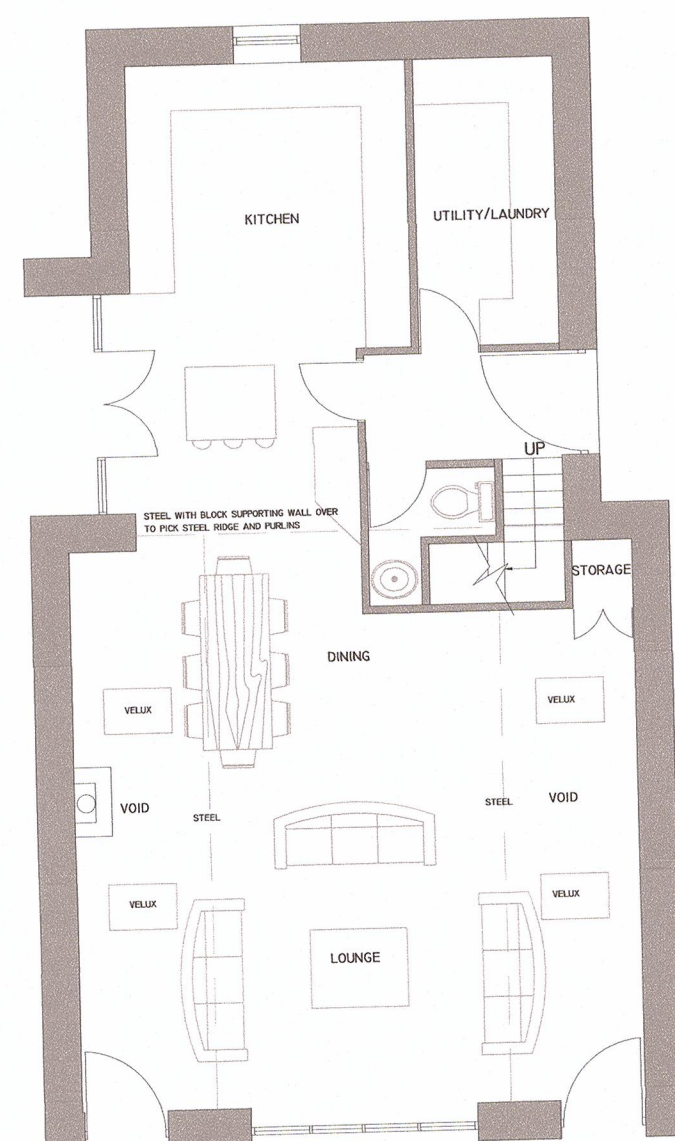 KITCHEN
UTILITY/LAUNDRY
UP
STEEL WITH BLOCK SUPPORTING WALL OVER
TO PICK STEEL RIDGE AND PURLINS
STORAGE
DINING
VELUX
VELUX
VOID
STEEL
STEEL
VOID
VELUX
VELUX
LOUNGE